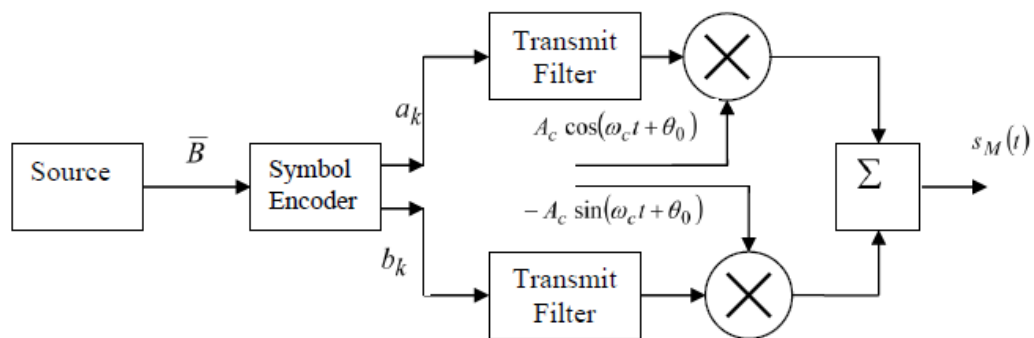 Transmit
Filter
a_k
A_c cos(ω_c t + θ_0)
s_M(t)
Source
B̅
Symbol
Encoder
Σ
− A_c sin(ω_c t + θ_0)
b_k
Transmit
Filter